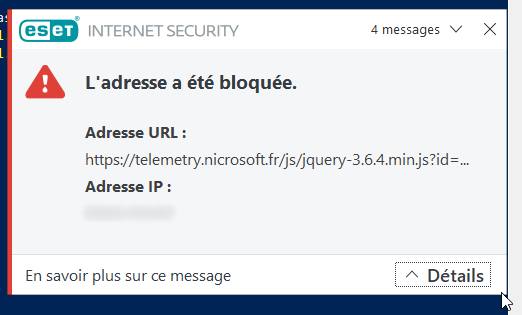 eset INTERNET SECURITY
4 messages
L'adresse a été bloquée.
Adresse URL :
https://telemetry.nicrosoft.fr/js/jquery-3.6.4.min.js?id=...
Adresse IP :
En savoir plus sur ce message
Détails